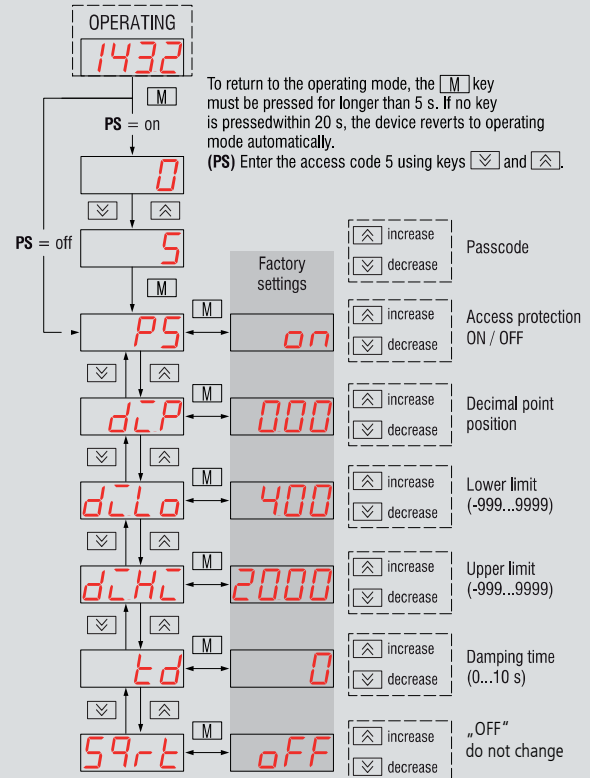 OPERATING
1432
M
To return to the operating mode, the M key
must be pressed for longer than 5 s. If no key
is pressedwithin 20 s, the device reverts to operating
mode automatically.
(PS) Enter the access code 5 using keys and .
PS = on
0
PS = off
5
M
Factory
settings
increase
decrease
Passcode
PS
M
on
increase
decrease
Access protection
ON / OFF
diP
M
000
increase
decrease
Decimal point
position
diLo
M
400
increase
decrease
Lower limit
(-999...9999)
diHi
M
2000
increase
decrease
Upper limit
(-999...9999)
td
M
0
increase
decrease
Damping time
(0...10 s)
Sqrt
M
oFF
increase
decrease
„OFF“
do not change